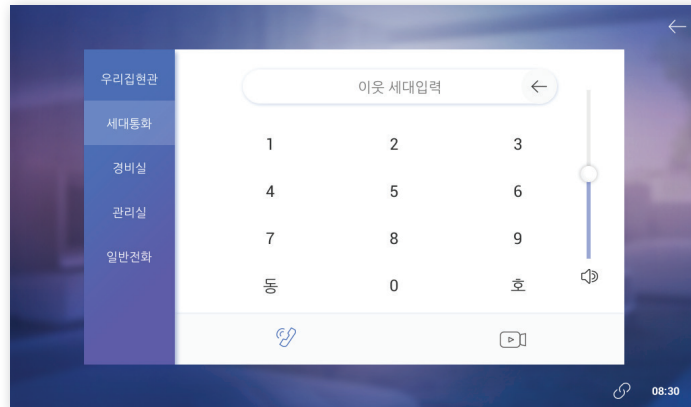 우리집현관
세대통화
경비실
관리실
일반전화
이웃 세대입력
1 2 3
4 5 6
7 8 9
동 0 호
08:30